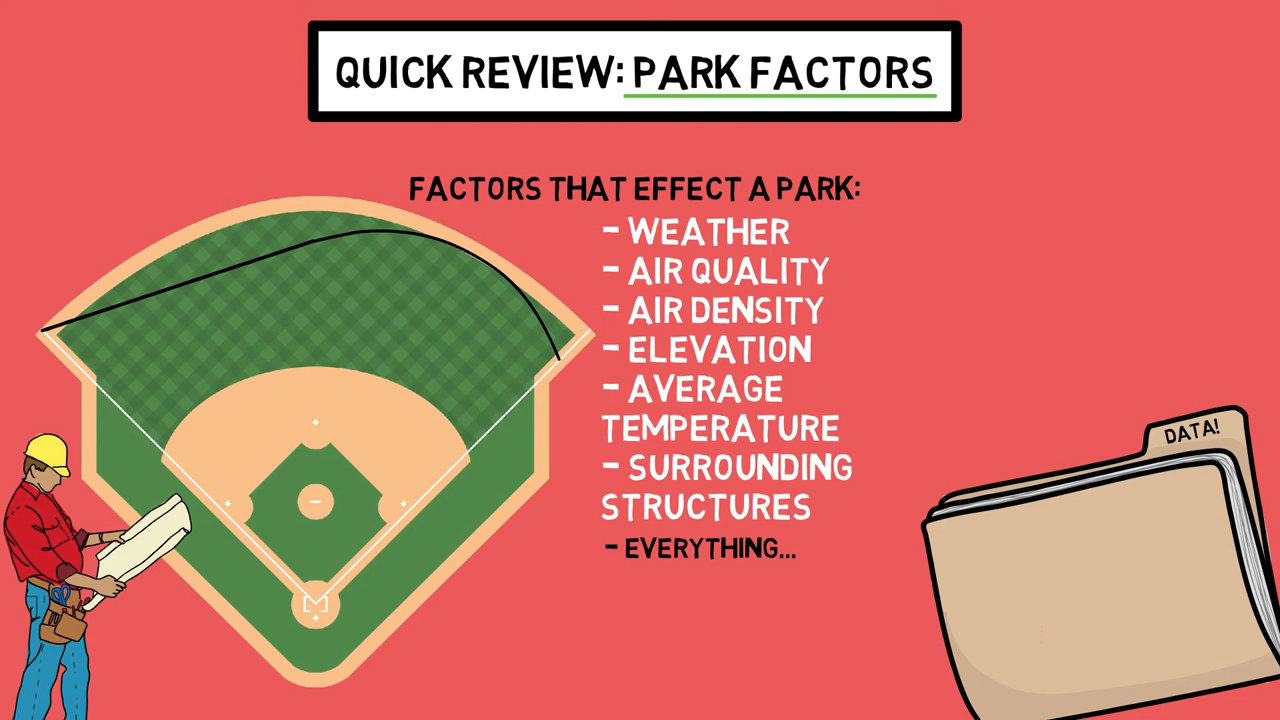 QUICK REVIEW: PARK FACTORS
FACTORS THAT EFFECT A PARK:
- WEATHER
- AIR QUALITY
- AIR DENSITY
- ELEVATION
- AVERAGE
TEMPERATURE
- SURROUNDING
STRUCTURES
- EVERYTHING...
DATA!